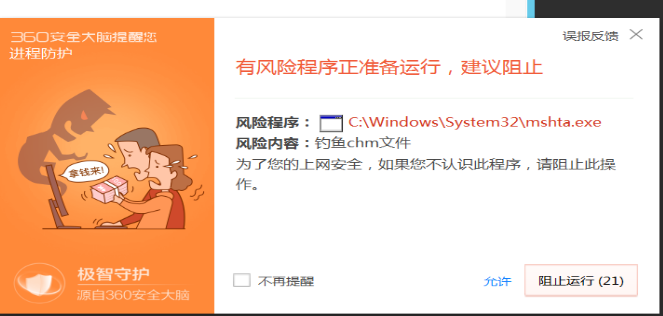 360安全大脑提醒您
进程防护
误报反馈
有风险程序正准备运行，建议阻止
风险程序： C:\Windows\System32\mshta.exe
风险内容：钓鱼chm文件
为了您的上网安全，如果您不认识此程序，请阻止此操
作。
拿钱来!
极智守护
源自360安全大脑
不再提醒
允许
阻止运行 (21)